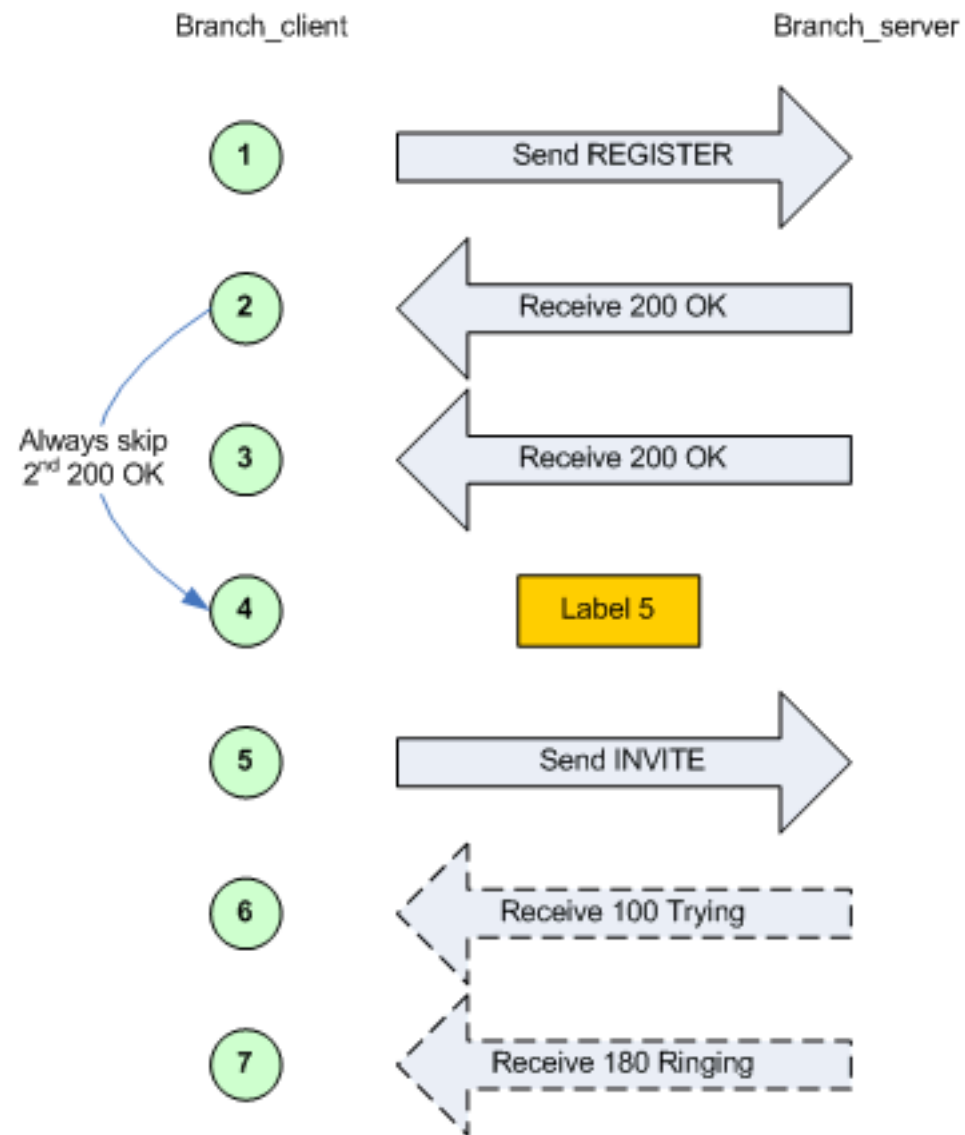 Branch_client
Branch_server
1
Send REGISTER
2
Receive 200 OK
Always skip
2nd 200 OK
3
Receive 200 OK
4
Label 5
5
Send INVITE
6
Receive 100 Trying
7
Receive 180 Ringing